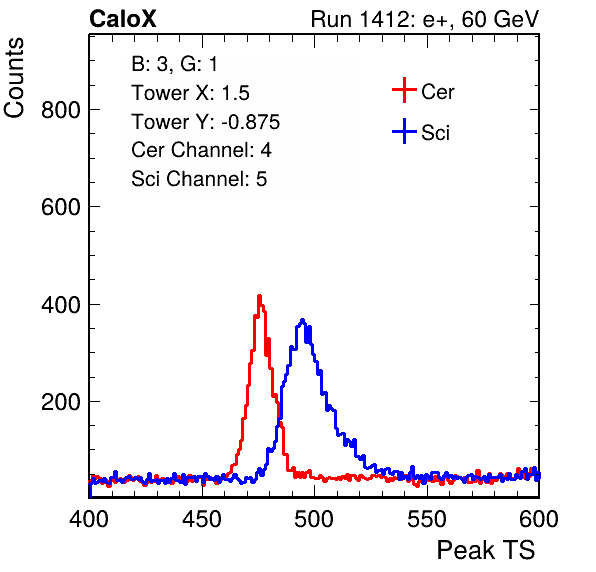 CaloX Run 1412: e+, 60 GeV
Counts
B: 3, G: 1
Tower X: 1.5
Tower Y: -0.875
Cer Channel: 4
Sci Channel: 5
Cer
Sci
800
600
400
200
400 450 500 550 600
Peak TS